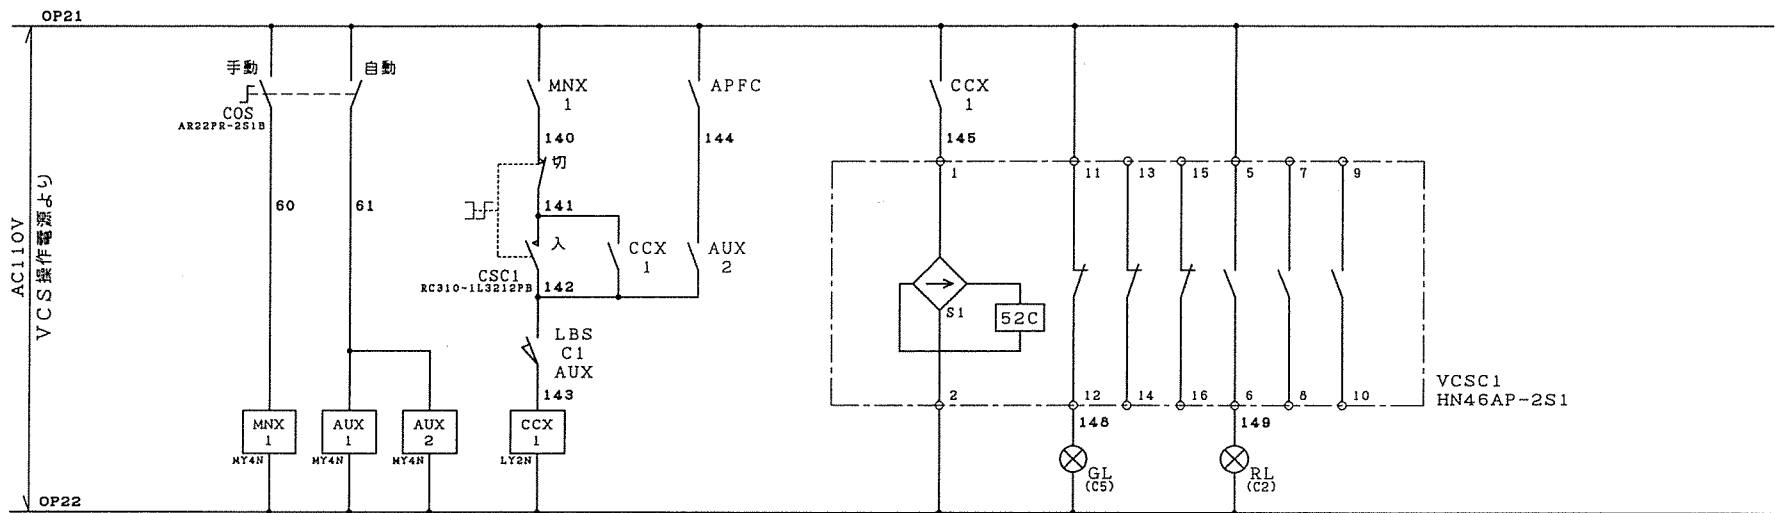 OP21
AC110V
VCS操作電源より
手動
自動
COS
AR22PR-2S1B
60
61
MNX
1
MY4N
AUX
1
MY4N
AUX
2
MY4N
MNX
1
140
切
141
入
CSC1
RC310-1L3212PB
142
CCX
1
LBS
C1
AUX
143
CCX
1
LY2N
APFC
144
AUX
2
CCX
1
145
1
11
13
15
5
7
9
S1
52C
2
12
14
16
6
8
10
VCSC1
HN46AP-2S1
148
149
GL
(C5)
RL
(C2)
OP22